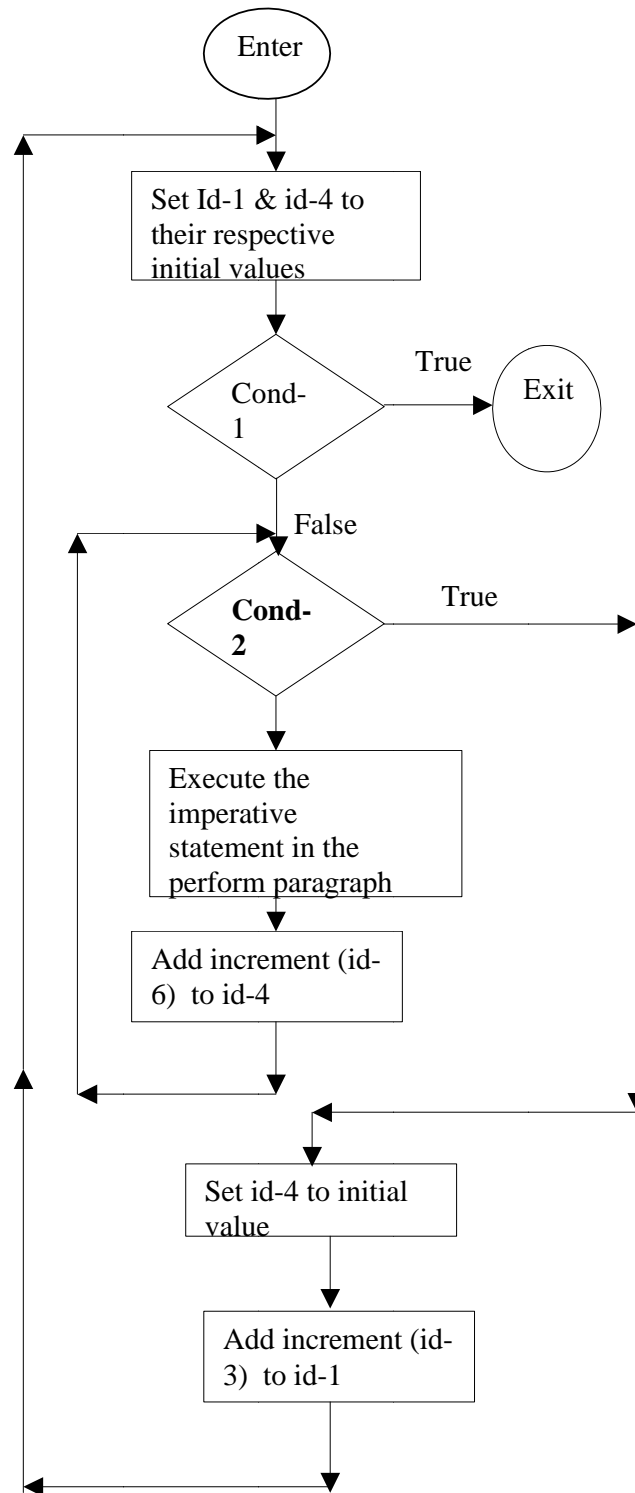 Enter
Set Id-1 & id-4 to
their respective
initial values
Cond-
1
True
Exit
False
Cond-
2
True
Execute the
imperative
statement in the
perform paragraph
Add increment (id-
6)  to id-4
Set id-4 to initial
value
Add increment (id-
3)  to id-1